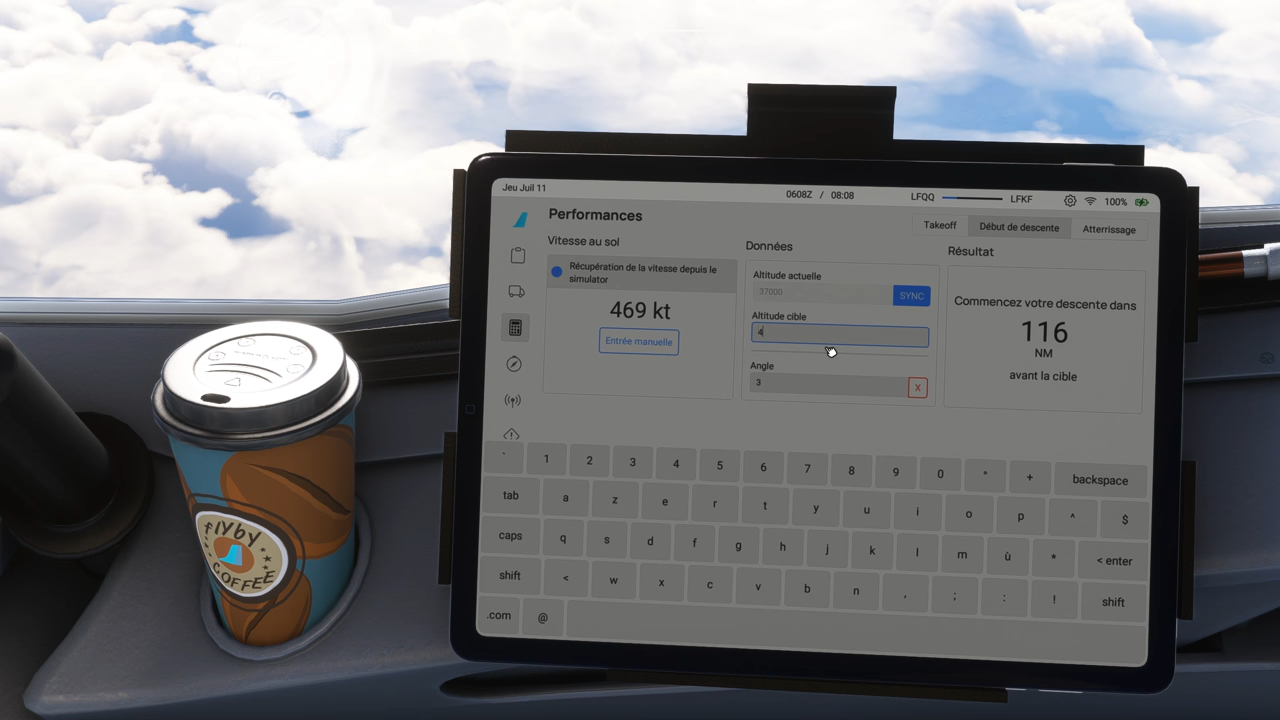 Jeu Juil 11
0608Z / 08:08
LFQQ
LFKF
100%
Performances
Takeoff
Début de descente
Atterrissage
Vitesse au sol
Récupération de la vitesse depuis le
simulator
469 kt
Entrée manuelle
Données
Altitude actuelle
37000
SYNC
Altitude cible
4
Angle
3
X
Résultat
Commencez votre descente dans
116
NM
avant la cible
` 1 2 3 4 5 6 7 8 9 0 ° + backspace
tab a z e r t y u i o p ^ $
caps q s d f g h j k l m ù * < enter
shift < w x c v b n , ; : ! shift
.com @
flyby
COFFEE